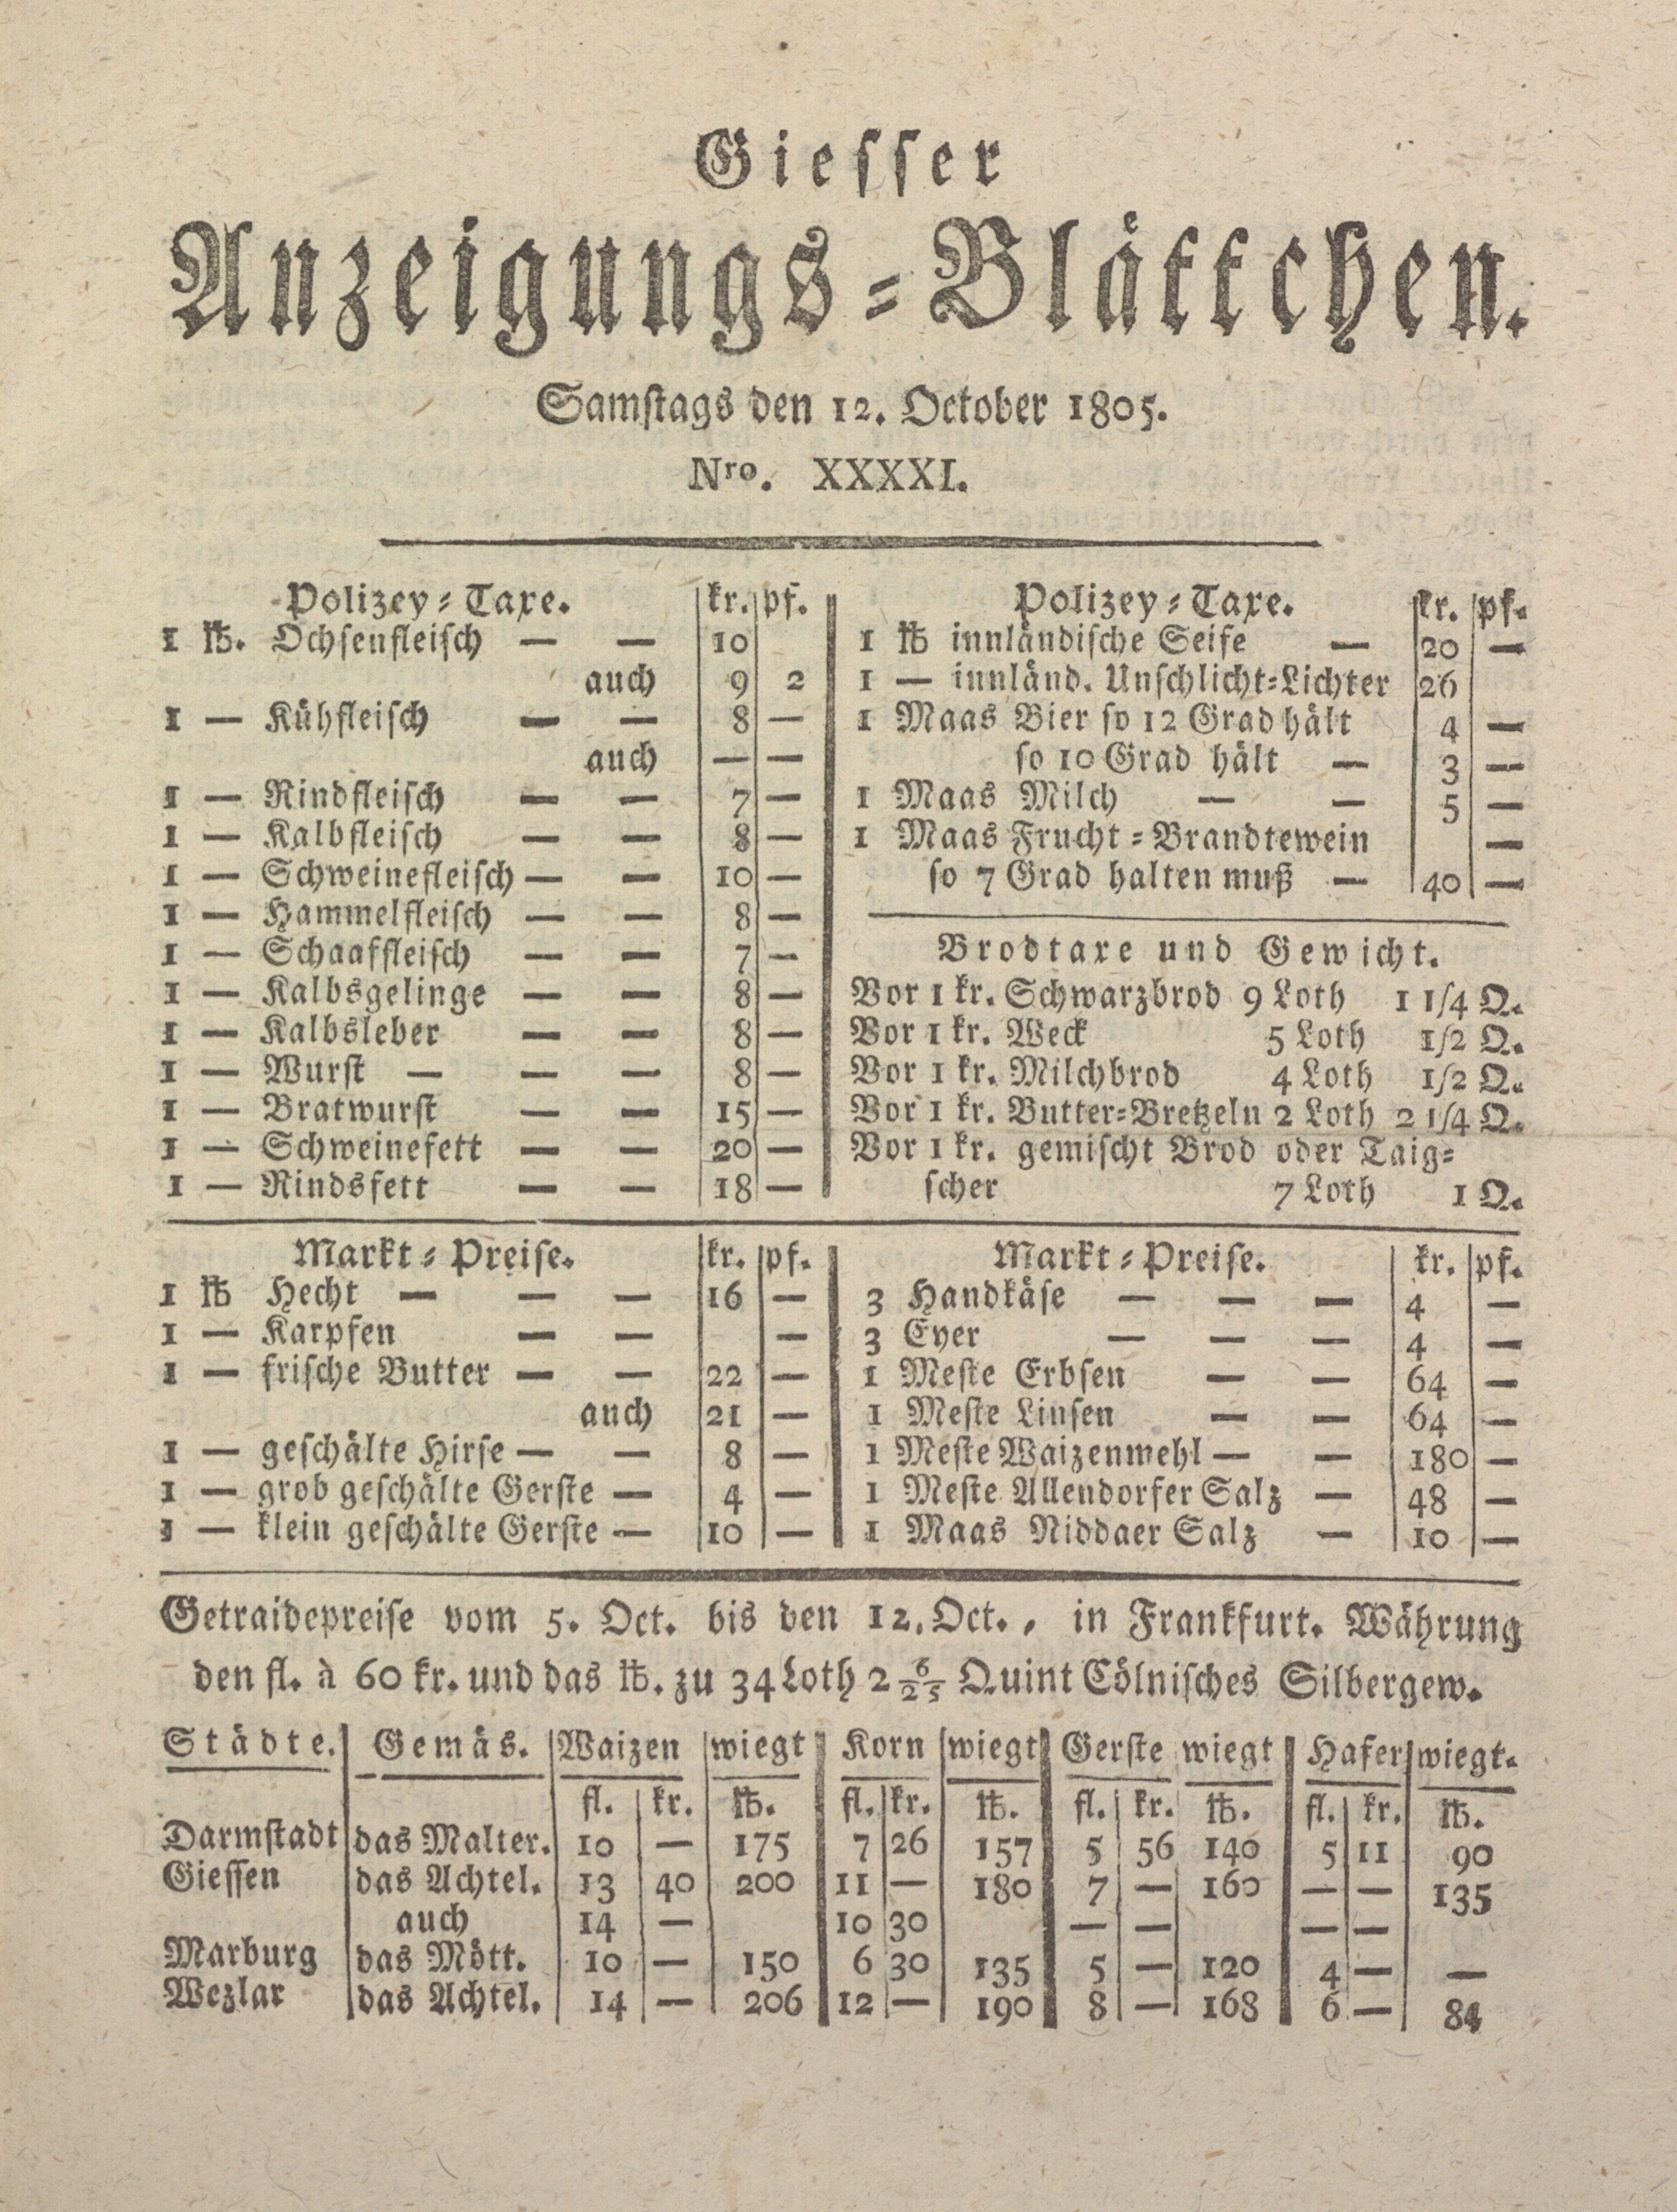 Giesser
Anzeigungs-Blättchen.
Samstags den 12. October 1805.
Nro. XXXXI.
Polizey-Taxe. kr. pf.
1 ℔. Ochsenfleisch — — 10
auch 9 2
1 — Kühfleisch — — 8 —
auch — —
1 — Rindfleisch — — 7 —
1 — Kalbfleisch — — 8 —
1 — Schweinefleisch — — 10 —
1 — Hammelfleisch — — 8 —
1 — Schaaffleisch — — 7 —
1 — Kalbsgelinge — — 8 —
1 — Kalbsleber — — 8 —
1 — Wurst — — — 8 —
1 — Bratwurst — — 15 —
1 — Schweinefett — — 20 —
1 — Rindsfett — — 18 —
Polizey-Taxe. kr. pf.
1 ℔ innländische Seife — 20 —
1 — innländ. Unschlicht-Lichter 26
1 Maas Bier so 12 Grad hält 4 —
so 10 Grad hält — 3 —
1 Maas Milch — — 5 —
1 Maas Frucht-Brandtewein —
so 7 Grad halten muß — 40 —
Brodtaxe und Gewicht.
Vor 1 kr. Schwarzbrod 9 Loth 1 1/4 Q.
Vor 1 kr. Weck 5 Loth 1/2 Q.
Vor 1 kr. Milchbrod 4 Loth 1/2 Q.
Vor 1 kr. Butter-Bretzeln 2 Loth 2 1/4 Q.
Vor 1 kr. gemischt Brod oder Taig-
scher 7 Loth 1 Q.
Markt-Preise. kr. pf.
1 ℔ Hecht — — — 16 —
1 — Karpfen — — —
1 — frische Butter — — 22 —
auch 21 —
1 — geschälte Hirse — — 8 —
1 — grob geschälte Gerste — 4 —
1 — klein geschälte Gerste — 10 —
Markt-Preise. kr. pf.
3 Handkäse — — — 4 —
3 Eyer — — — 4 —
1 Meste Erbsen — — 64 —
1 Meste Linsen — — 64 —
1 Meste Waizenmehl — — 180 —
1 Meste Allendorfer Salz — 48 —
1 Maas Niddaer Salz — 10 —
Getraidepreise vom 5. Oct. bis den 12. Oct., in Frankfurt. Währung
den fl. à 60 kr. und das ℔. zu 34 Loth 2 6/25 Quint Cölnisches Silbergew.
Städte. Gemäs. Waizen wiegt Korn wiegt Gerste wiegt Hafer wiegt.
fl. kr. ℔. fl. kr. ℔. fl. kr. ℔. fl. kr. ℔.
Darmstadt das Malter. 10 — 175 7 26 157 5 56 140 5 11 90
Giessen das Achtel. 13 40 200 11 — 180 7 — 160 — — 135
auch 14 — 10 30 — — — —
Marburg das Mött. 10 — 150 6 30 135 5 — 120 4 — —
Wezlar das Achtel. 14 — 206 12 — 190 8 — 168 6 — 84